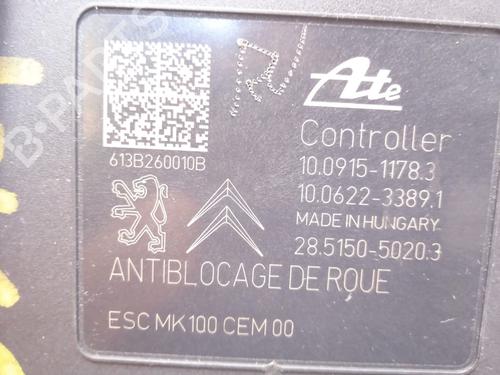 Ate
613B260010B
Controller
10.0915-1178.3
10.0622-3389.1
MADE IN HUNGARY
28.5150-5020.3
ANTIBLOCAGE DE ROUE
ESC MK100 CEM 00
B-PARTS